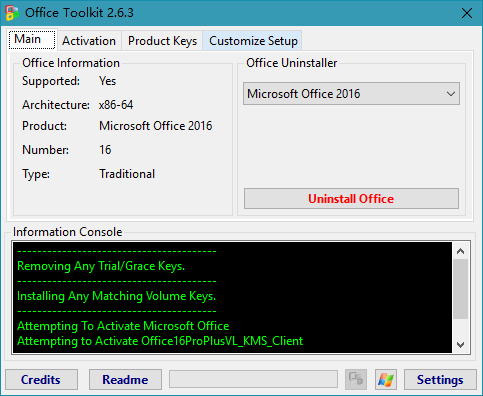 Office Toolkit 2.6.3
Main Activation Product Keys Customize Setup
Office Information
Supported: Yes
Architecture: x86-64
Product: Microsoft Office 2016
Number: 16
Type: Traditional
Office Uninstaller
Microsoft Office 2016
Uninstall Office
Information Console
----------------------------------------
Removing Any Trial/Grace Keys.
----------------------------------------
Installing Any Matching Volume Keys.
----------------------------------------
Attempting To Activate Microsoft Office
Attempting to Activate Office16ProPlusVL_KMS_Client
Credits Readme Settings